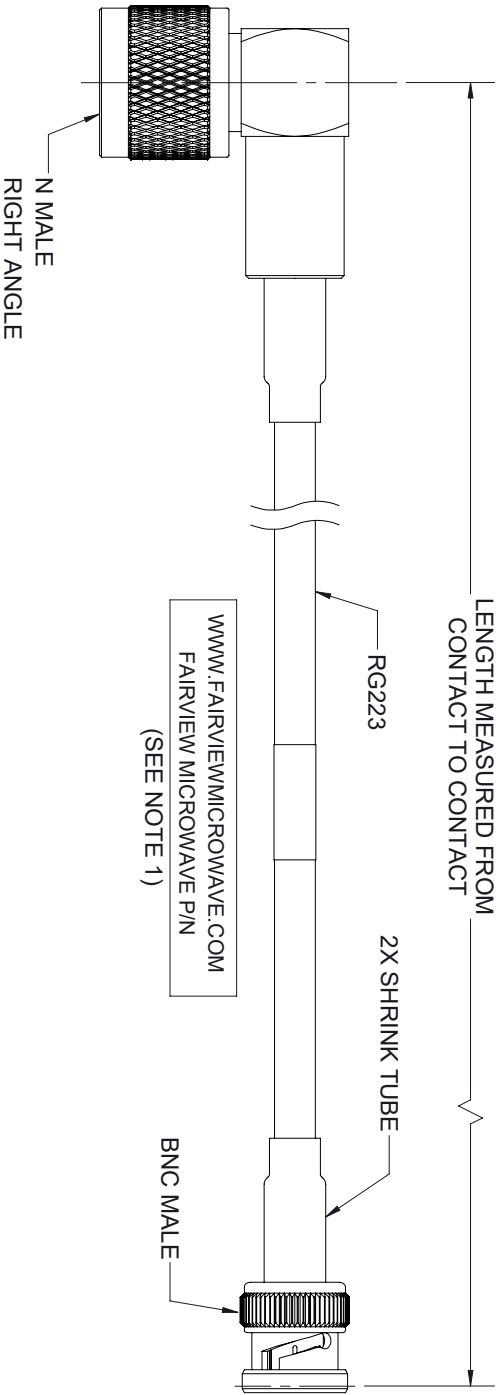 LENGTH MEASURED FROM
CONTACT TO CONTACT
RG223
2X SHRINK TUBE
N MALE
RIGHT ANGLE
WWW.FAIRVIEWMICROWAVE.COM
FAIRVIEW MICROWAVE P/N
(SEE NOTE 1)
BNC MALE